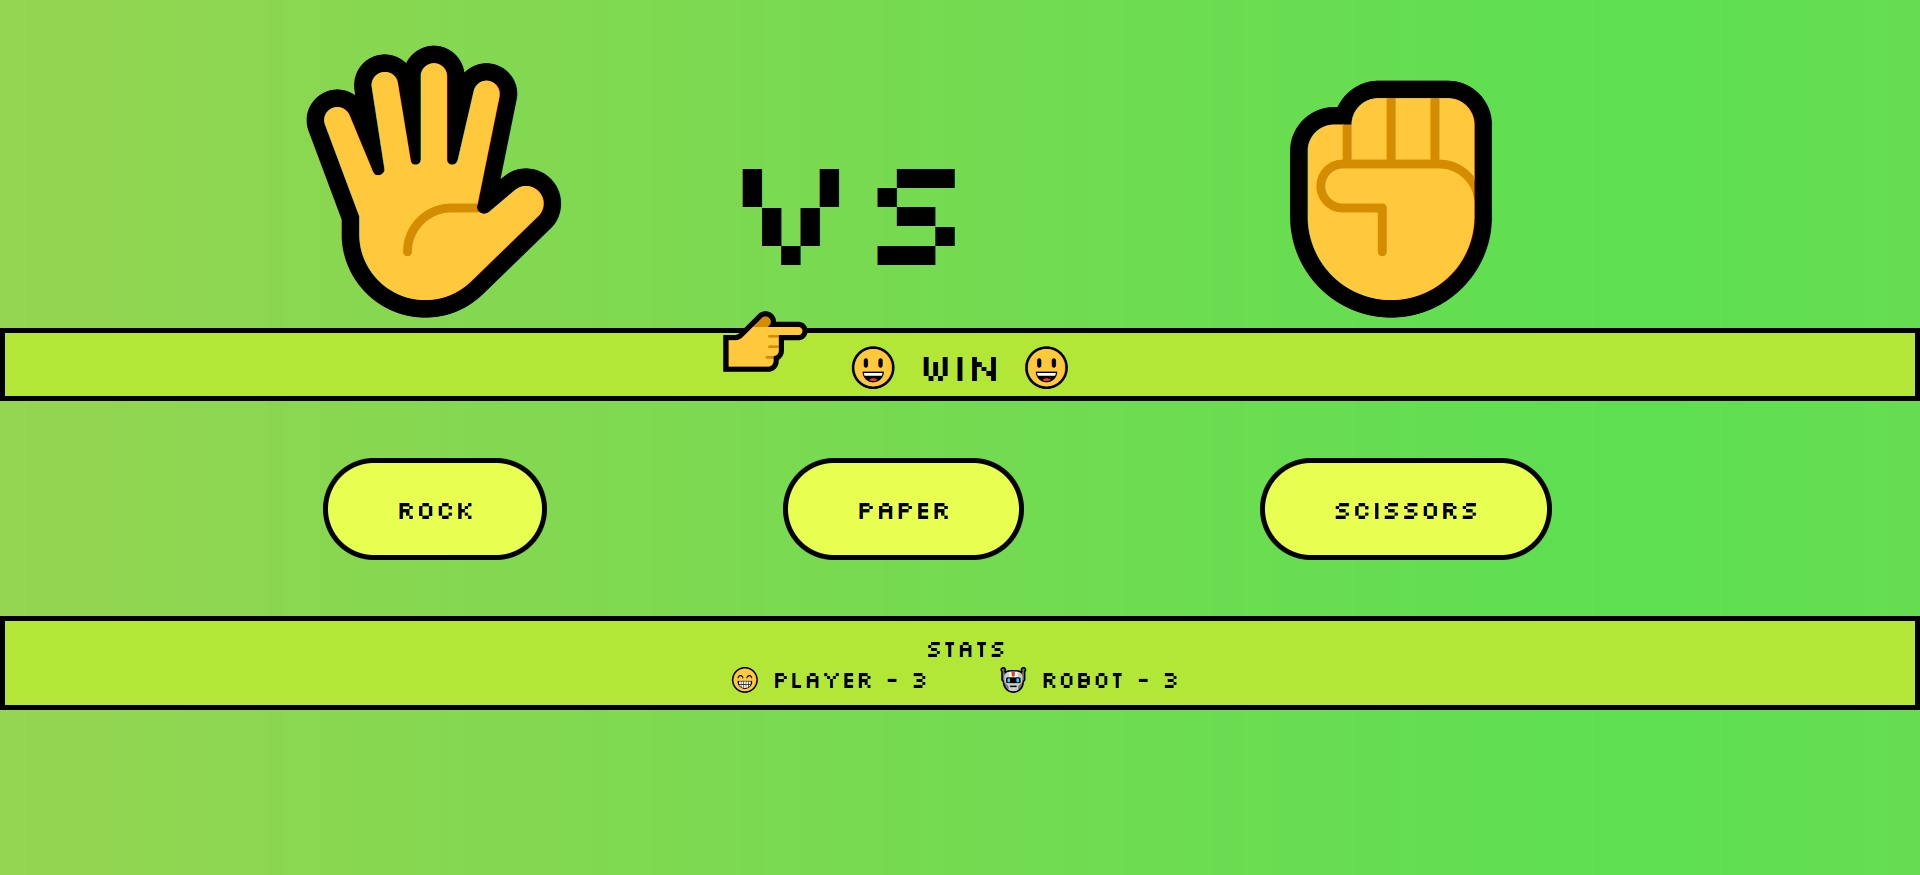 VS
WIN
ROCK
PAPER
SCISSORS
STATS
PLAYER - 3
ROBOT - 3